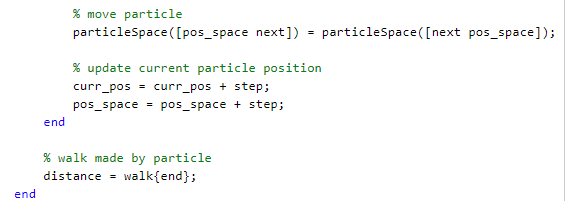 % move particle
particleSpace([pos_space next]) = particleSpace([next pos_space]);
% update current particle position
curr_pos = curr_pos + step;
pos_space = pos_space + step;
end
% walk made by particle
distance = walk{end};
end